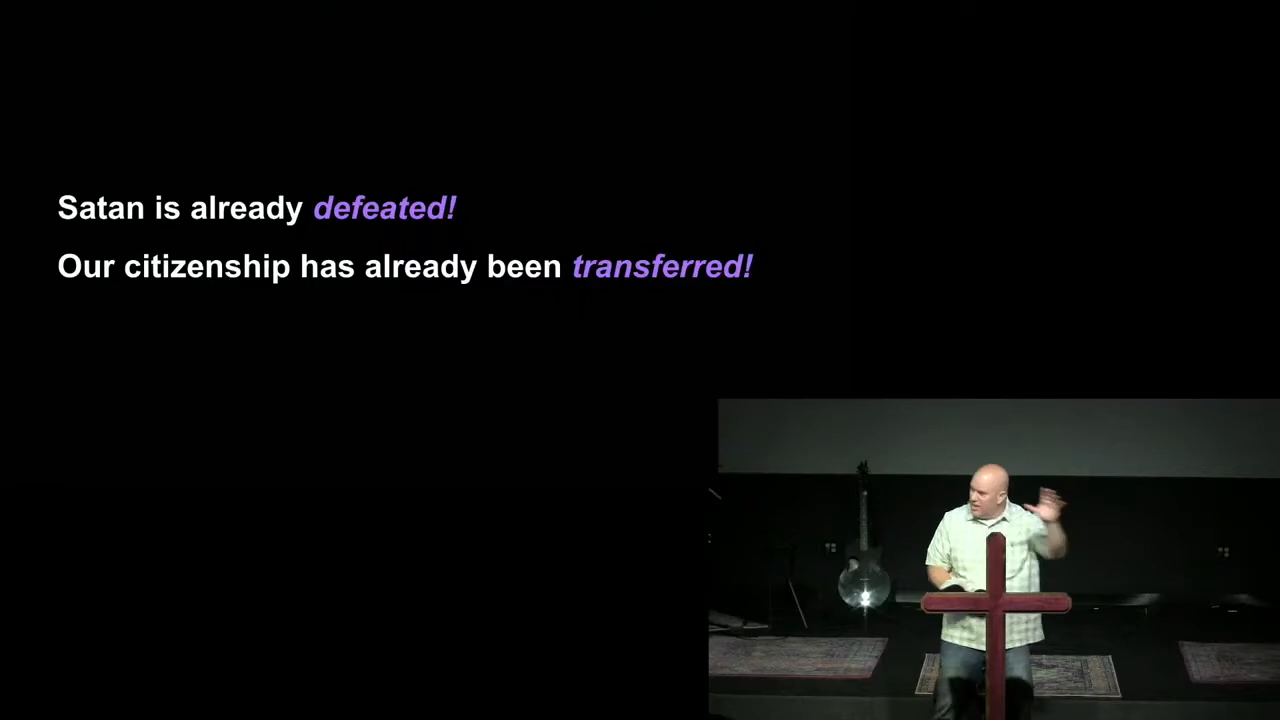 Satan is already defeated!
Our citizenship has already been transferred!